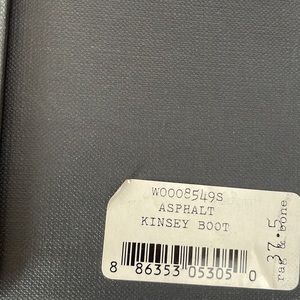 W0008549S
ASPHALT
KINSEY BOOT
8 86353 05305 0
37.5
rag & bone